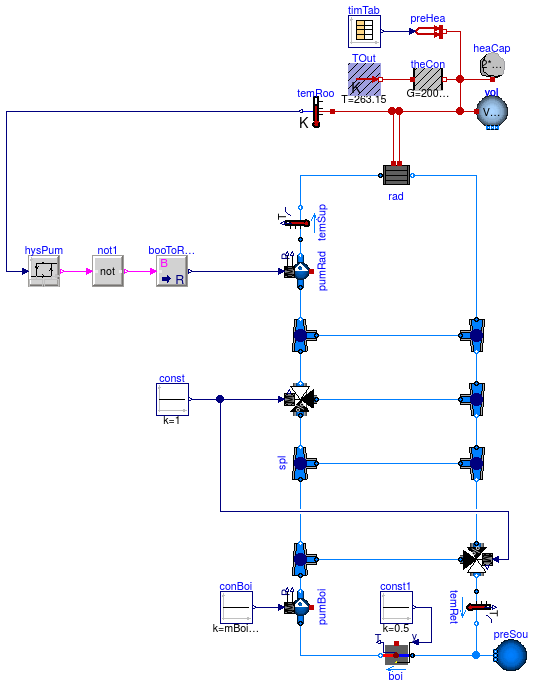 timTab
preHea
heaCap
2*...
TOut
K
T=263.15
theCon
G=200...
vol
V...
temRoo
K
rad
T
temSup
hysPum
not1
not
booToR...
B
R
pumRad
const
k=1
spl
conBoi
k=mBoi...
pumBoi
const1
k=0.5
T
y
boi
temRet
T
preSou